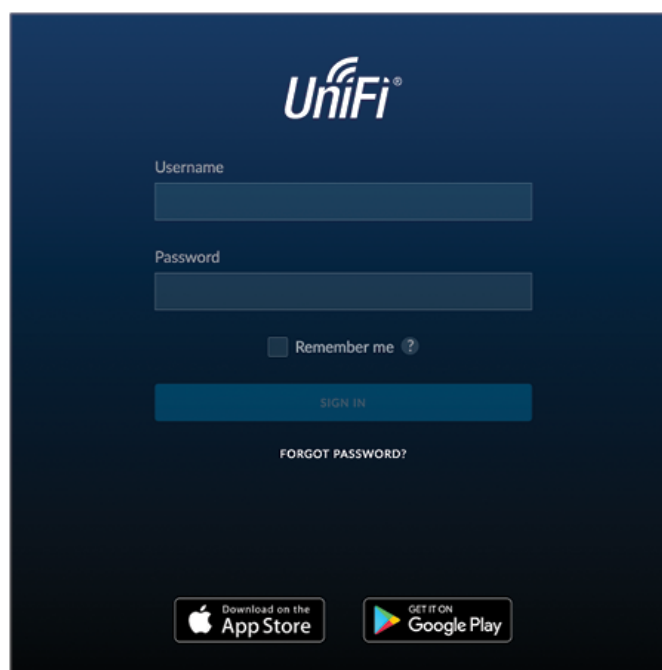 UniFi®
Username
Password
Remember me ?
SIGN IN
FORGOT PASSWORD?
Download on the
App Store
GET IT ON
Google Play